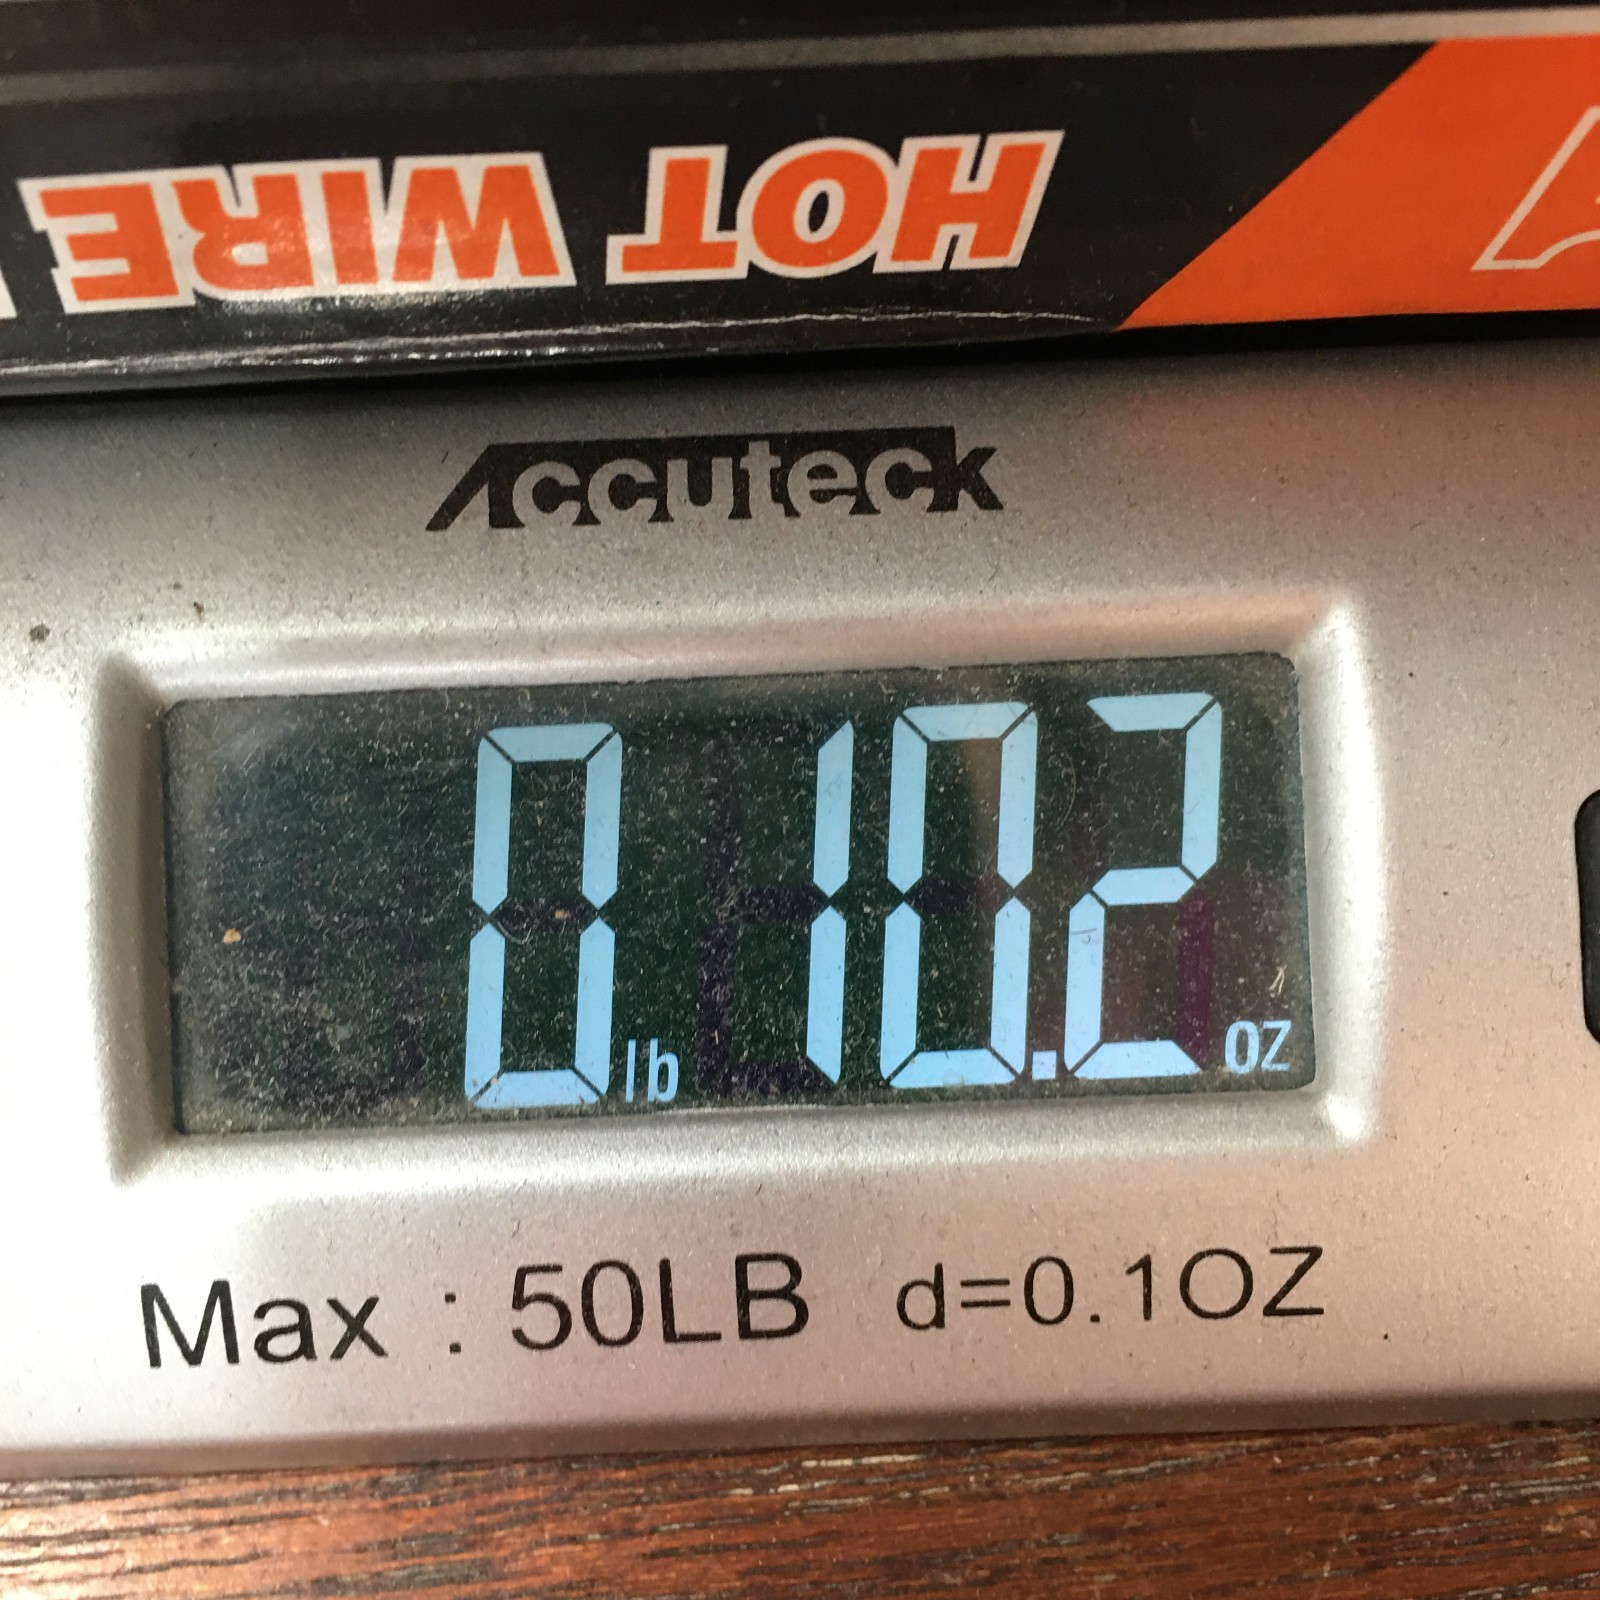 HOT WIRE
Accuteck
0 lb 10.2 oz
Max : 50LB d=0.1OZ